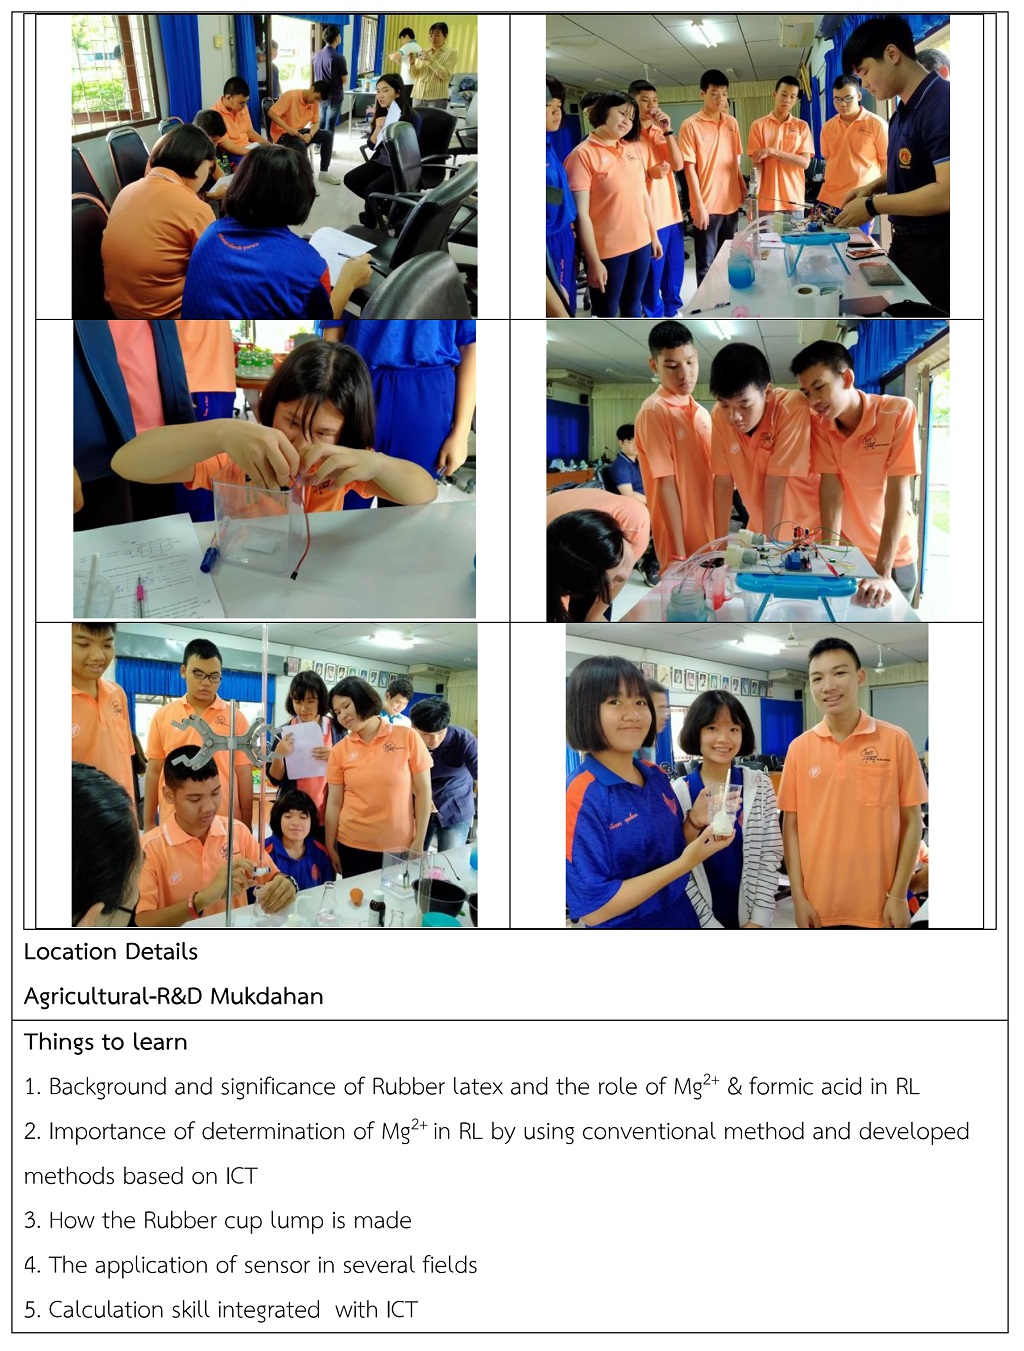 Location Details
Agricultural-R&D Mukdahan
Things to learn
1. Background and significance of Rubber latex and the role of Mg²⁺ & formic acid in RL
2. Importance of determination of Mg²⁺ in RL by using conventional method and developed
methods based on ICT
3. How the Rubber cup lump is made
4. The application of sensor in several fields
5. Calculation skill integrated  with ICT